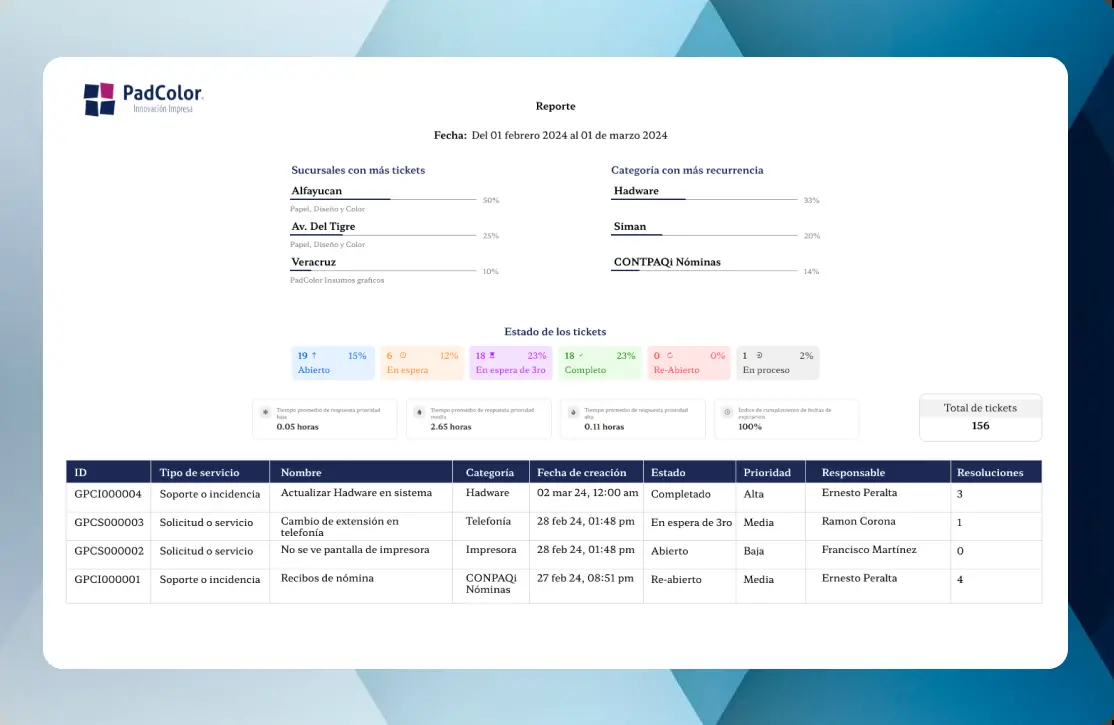 PadColor
Innovación Impresa
Reporte
Fecha: Del 01 febrero 2024 al 01 de marzo 2024
Sucursales con más tickets
Alfayucan
50%
Papel, Diseño y Color
Av. Del Tigre
25%
Papel, Diseño y Color
Veracruz
10%
PadColor Insumos graficos
Categoría con más recurrencia
Hadware
33%
Siman
20%
CONTPAQi Nóminas
14%
Estado de los tickets
19 15%
Abierto
6 12%
En espera
18 23%
En espera de 3ro
18 23%
Completo
0 0%
Re-Abierto
1 2%
En proceso
Tiempo promedio de respuesta prioridad
baja
0.05 horas
Tiempo promedio de respuesta prioridad
media
2.65 horas
Tiempo promedio de respuesta prioridad
alta
0.11 horas
Índice de cumplimiento de fechas de
expiración
100%
Total de tickets
156
ID Tipo de servicio Nombre Categoría Fecha de creación Estado Prioridad Responsable Resoluciones
GPCI000004 Soporte o incidencia Actualizar Hadware en sistema Hadware 02 mar 24, 12:00 am Completado Alta Ernesto Peralta 3
GPCS000003 Solicitud o servicio Cambio de extensión en Telefonía 28 feb 24, 01:48 pm En espera de 3ro Media Ramon Corona 1
telefonía
GPCS000002 Solicitud o servicio No se ve pantalla de impresora Impresora 28 feb 24, 01:48 pm Abierto Baja Francisco Martínez 0
GPCI000001 Soporte o incidencia Recibos de nómina CONPAQi 27 feb 24, 08:51 pm Re-abierto Media Ernesto Peralta 4
Nóminas